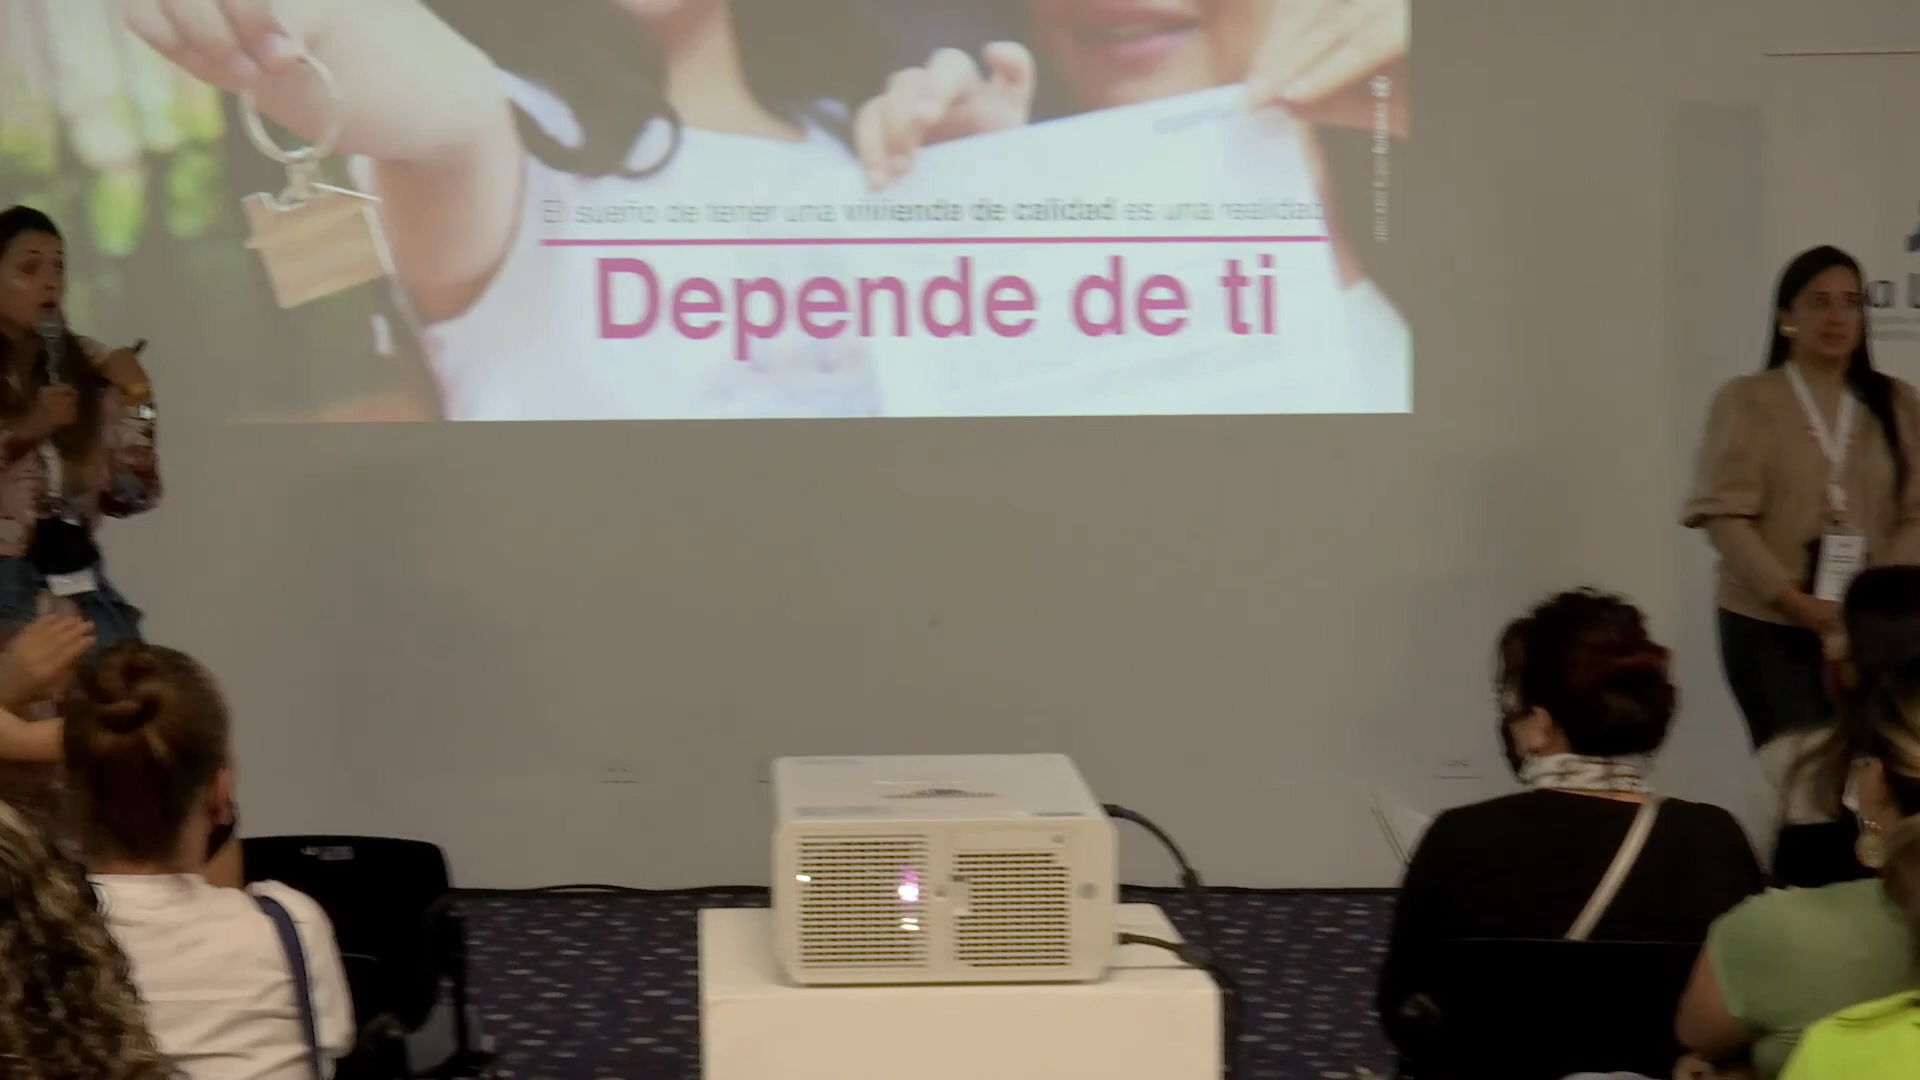 El sueño de tener una vivienda de calidad es una realidad
Depende de ti